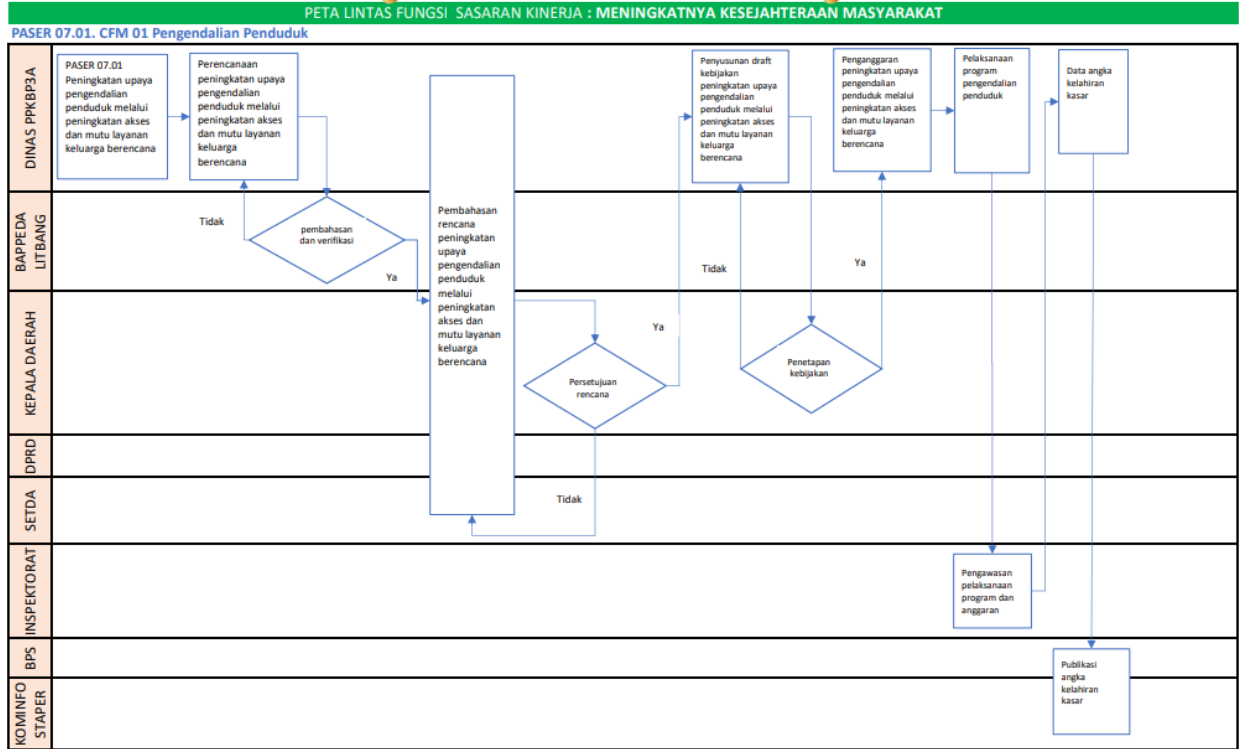 PETA LINTAS FUNGSI SASARAN KINERJA : MENINGKATNYA KESEJAHTERAAN MASYARAKAT
PASER 07.01. CFM 01 Pengendalian Penduduk
DINAS PPKBP3A
PASER 07.01
Peningkatan upaya
pengendalian
penduduk melalui
peningkatan akses
dan mutu layanan
keluarga berencana
Perencanaan
peningkatan upaya
pengendalian
penduduk melalui
peningkatan akses
dan mutu layanan
keluarga
berencana
Penyusunan draft
kebijakan
peningkatan upaya
pengendalian
penduduk melalui
peningkatan akses
dan mutu layanan
keluarga
berencana
Penganggaran
peningkatan upaya
pengendalian
penduduk melalui
peningkatan akses
dan mutu layanan
keluarga
berencana
Pelaksanaan
program
pengendalian
penduduk
Data angka
kelahiran
kasar
BAPPEDA
LITBANG
Tidak
pembahasan
dan verifikasi
Ya
Pembahasan
rencana
peningkatan
upaya
pengendalian
penduduk
melalui
peningkatan
akses dan
mutu layanan
keluarga
berencana
Tidak
Ya
KEPALA DAERAH
Persetujuan
rencana
Ya
Penetapan
kebijakan
DPRD
SETDA
Tidak
INSPEKTORAT
Pengawasan
pelaksanaan
program dan
anggaran
BPS
KOMINFO
STAPER
Publikasi
angka
kelahiran
kasar